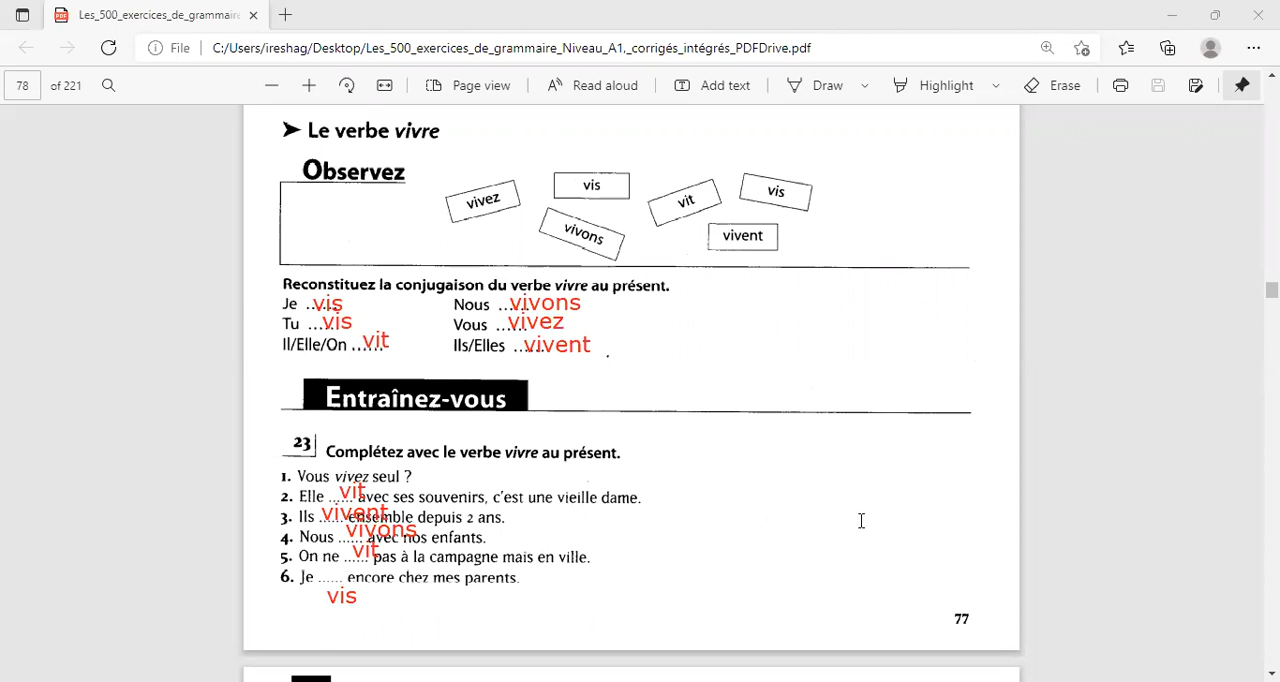 Les_500_exercices_de_grammaire
File C:/Users/ireshag/Desktop/Les_500_exercices_de_grammaire_Niveau_A1,_corrigés_intégrés_PDFDrive.pdf
78 of 221 Page view Read aloud Add text Draw Highlight Erase
➤ Le verbe vivre
Observez
vivez vis vit vis
vivons vivent
Reconstituez la conjugaison du verbe vivre au présent.
Je ...... vis Nous ...... vivons
Tu ...... vis Vous ...... vivez
Il/Elle/On ...... vit Ils/Elles ...... vivent
Entraînez-vous
23 Complétez avec le verbe vivre au présent.
1. Vous vivez seul ?
2. Elle ...... vit avec ses souvenirs, c'est une vieille dame.
3. Ils ...... vivent ensemble depuis 2 ans.
4. Nous ...... vivons avec nos enfants.
5. On ne ...... vit pas à la campagne mais en ville.
6. Je ...... encore chez mes parents.
vis
77